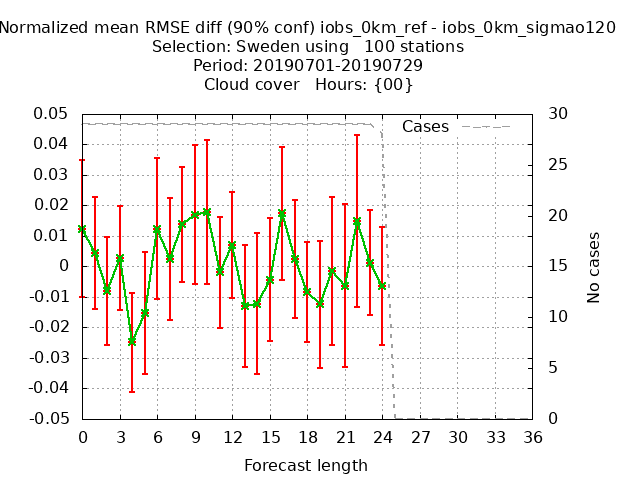 Normalized mean RMSE diff (90% conf) iobs_0km_ref - iobs_0km_sigmao120
Selection: Sweden using 100 stations
Period: 20190701-20190729
Cloud cover Hours: {00}
Cases
0.05
0.04
0.03
0.02
0.01
0
-0.01
-0.02
-0.03
-0.04
-0.05
30
25
20
15
10
5
0
No cases
0 3 6 9 12 15 18 21 24 27 30 33 36
Forecast length